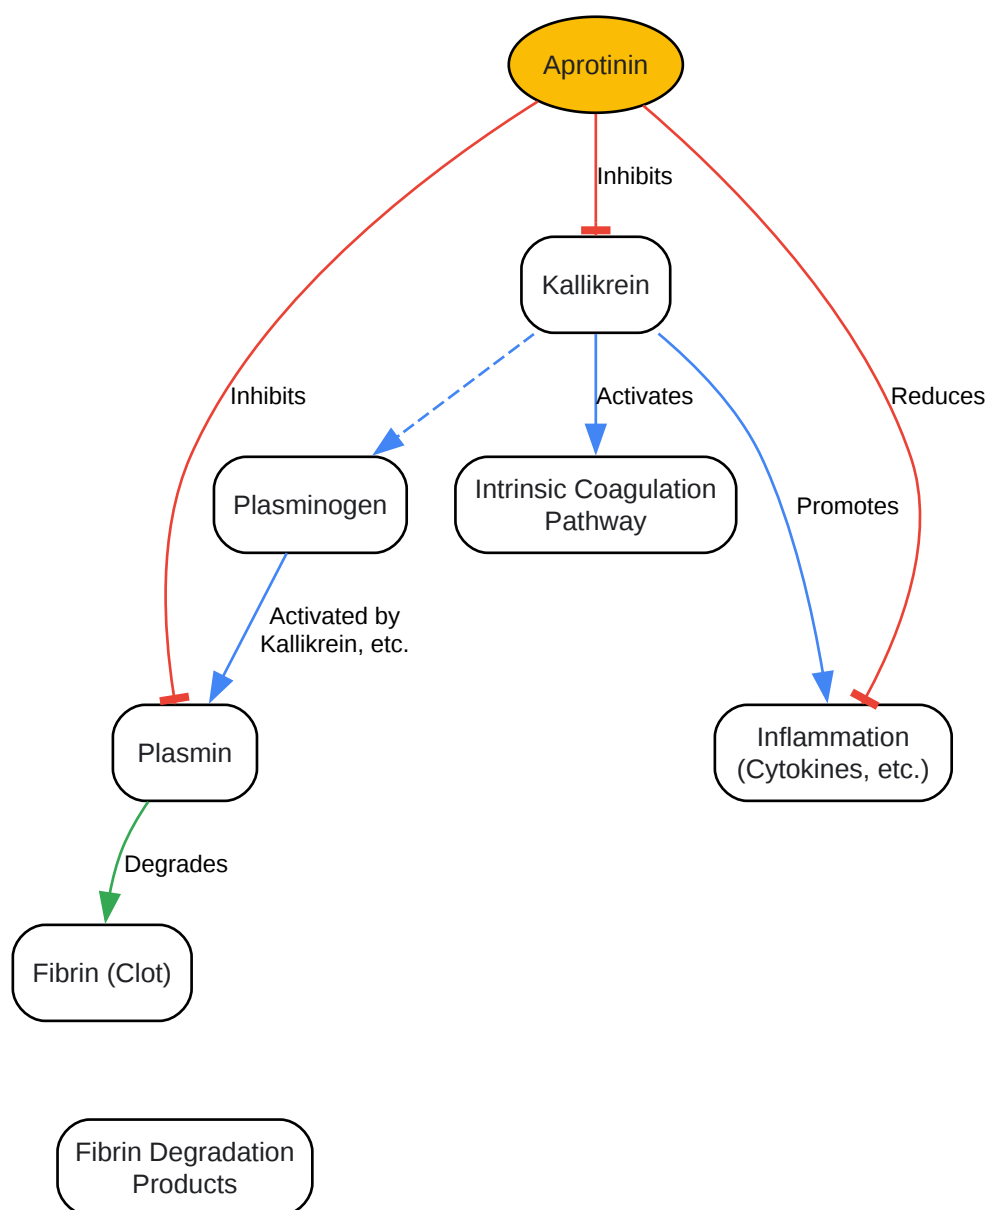 Aprotinin
Inhibits
Kallikrein
Inhibits
Activates
Reduces
Plasminogen
Intrinsic Coagulation
Pathway
Promotes
Activated by
Kallikrein, etc.
Plasmin
Inflammation
(Cytokines, etc.)
Degrades
Fibrin (Clot)
Fibrin Degradation
Products